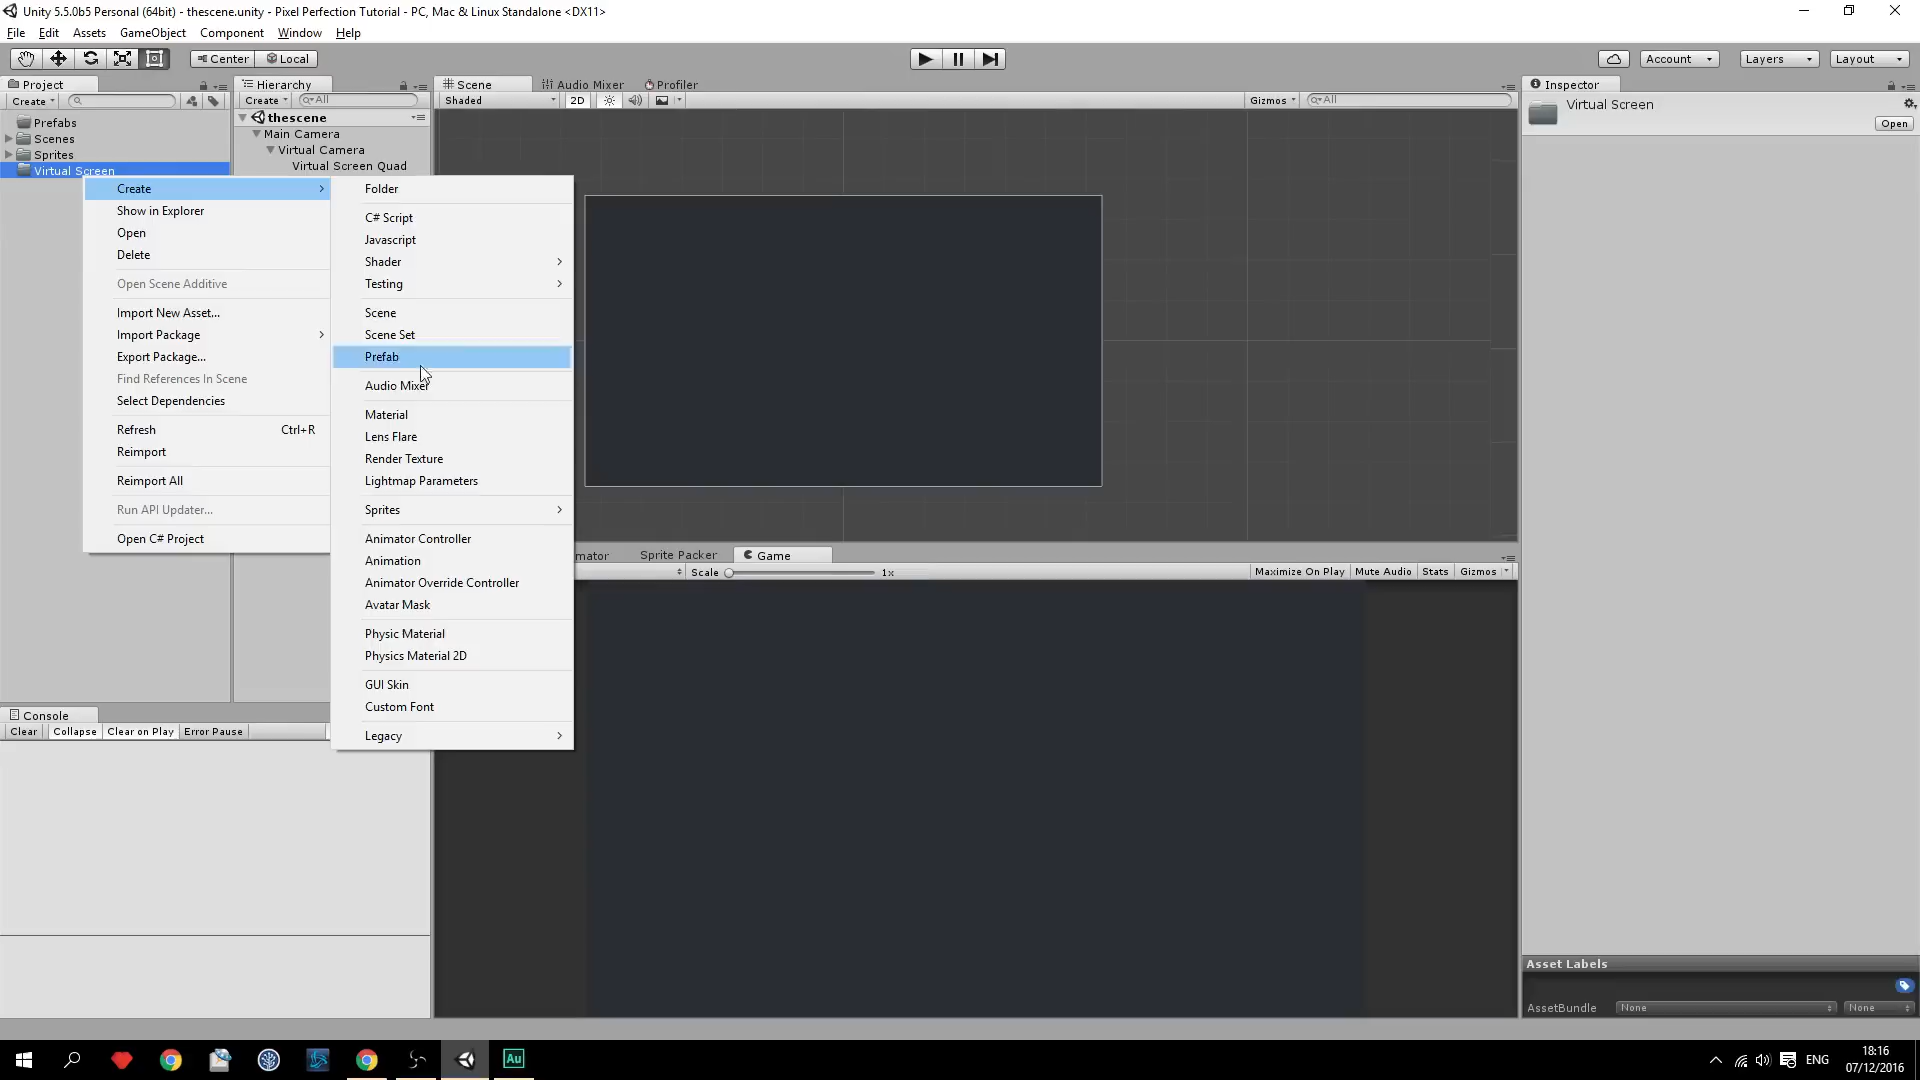 Unity 5.5.0b5 Personal (64bit) - thescene.unity - Pixel Perfection Tutorial - PC, Mac & Linux Standalone <DX11>
File Edit Assets GameObject Component Window Help
Center Local
Account Layers Layout
Project
Create
Prefabs
Scenes
Sprites
Virtual Screen
Hierarchy
Create All
thescene
Main Camera
Virtual Camera
Virtual Screen Quad
Scene Audio Mixer Profiler
Shaded 2D Gizmos All
Inspector
Virtual Screen
Open
Create
Show in Explorer
Open
Delete
Open Scene Additive
Import New Asset...
Import Package
Export Package...
Find References In Scene
Select Dependencies
Refresh Ctrl+R
Reimport
Reimport All
Run API Updater...
Open C# Project
Folder
C# Script
Javascript
Shader
Testing
Scene
Scene Set
Prefab
Audio Mixer
Material
Lens Flare
Render Texture
Lightmap Parameters
Sprites
Animator Controller
Animation
Animator Override Controller
Avatar Mask
Physic Material
Physics Material 2D
GUI Skin
Custom Font
Legacy
mator Sprite Packer Game
Scale 1x Maximize On Play Mute Audio Stats Gizmos
Console
Clear Collapse Clear on Play Error Pause
Asset Labels
AssetBundle None None
Au
ENG
18:16
07/12/2016